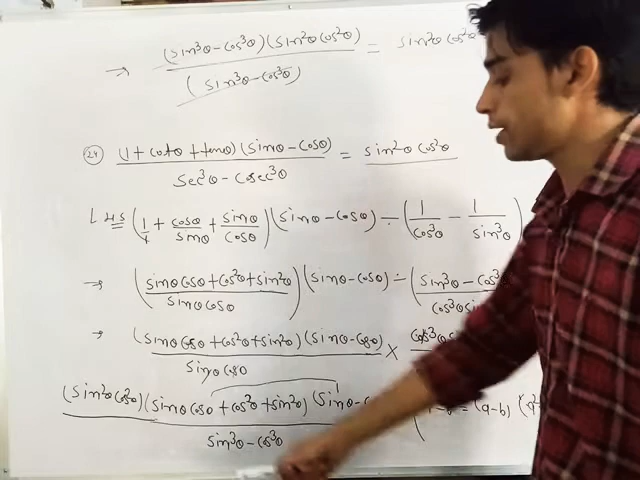 → (sin³θ - cos³θ)(sin²θ cos²θ) / (sin³θ - cos³θ) = sin²θ cos²θ
(24) (1 + cotθ + tanθ)(sinθ - cosθ) / sec³θ - cosec³θ = sin²θ cos²θ
LHS (1/1 + cosθ/sinθ + sinθ/cosθ)(sinθ - cosθ) ÷ (1/cos³θ - 1/sin³θ)
→ (sinθ cosθ + cos²θ + sin²θ / sinθ cosθ)(sinθ - cosθ) ÷ (sin³θ - cos³ / cos³θ sin
→ (sinθ cosθ + cos²θ + sin²θ)(sinθ - cosθ) / sinθ cosθ × cos³θ
(sin²θ cos²θ)(sinθ cosθ + cos²θ + sin²θ)(sinθ - / sin³θ - cos³θ = (a-b)